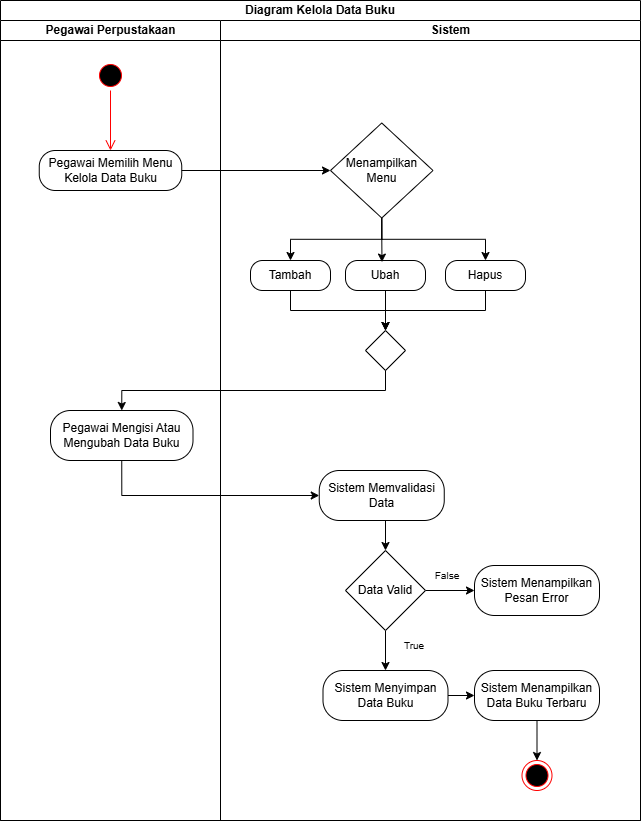 Diagram Kelola Data Buku
Pegawai Perpustakaan
Sistem
Pegawai Memilih Menu
Kelola Data Buku
Menampilkan
Menu
Tambah
Ubah
Hapus
Pegawai Mengisi Atau
Mengubah Data Buku
Sistem Memvalidasi
Data
Data Valid
False
Sistem Menampilkan
Pesan Error
True
Sistem Menyimpan
Data Buku
Sistem Menampilkan
Data Buku Terbaru